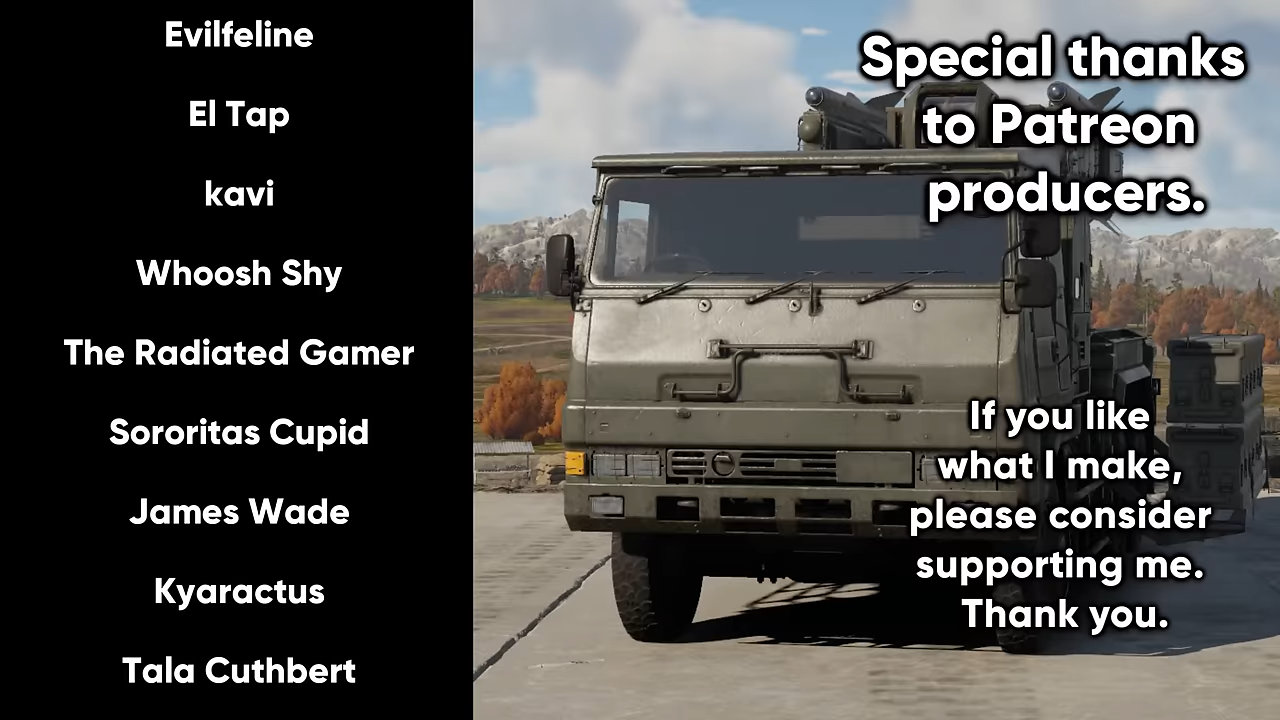 Evilfeline
El Tap
kavi
Whoosh Shy
The Radiated Gamer
Sororitas Cupid
James Wade
Kyaractus
Tala Cuthbert
Special thanks
to Patreon
producers.
If you like
what I make,
please consider
supporting me.
Thank you.